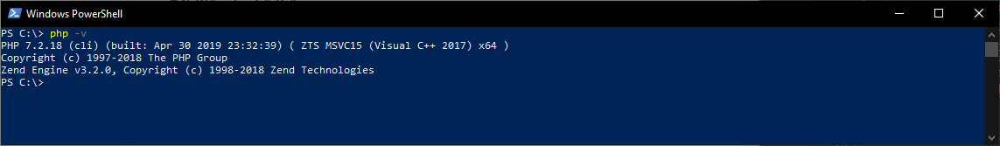 Windows PowerShell
PS C:\> php -v
PHP 7.2.18 (cli) (built: Apr 30 2019 23:32:39) ( ZTS MSVC15 (Visual C++ 2017) x64 )
Copyright (c) 1997-2018 The PHP Group
Zend Engine v3.2.0, Copyright (c) 1998-2018 Zend Technologies
PS C:\>